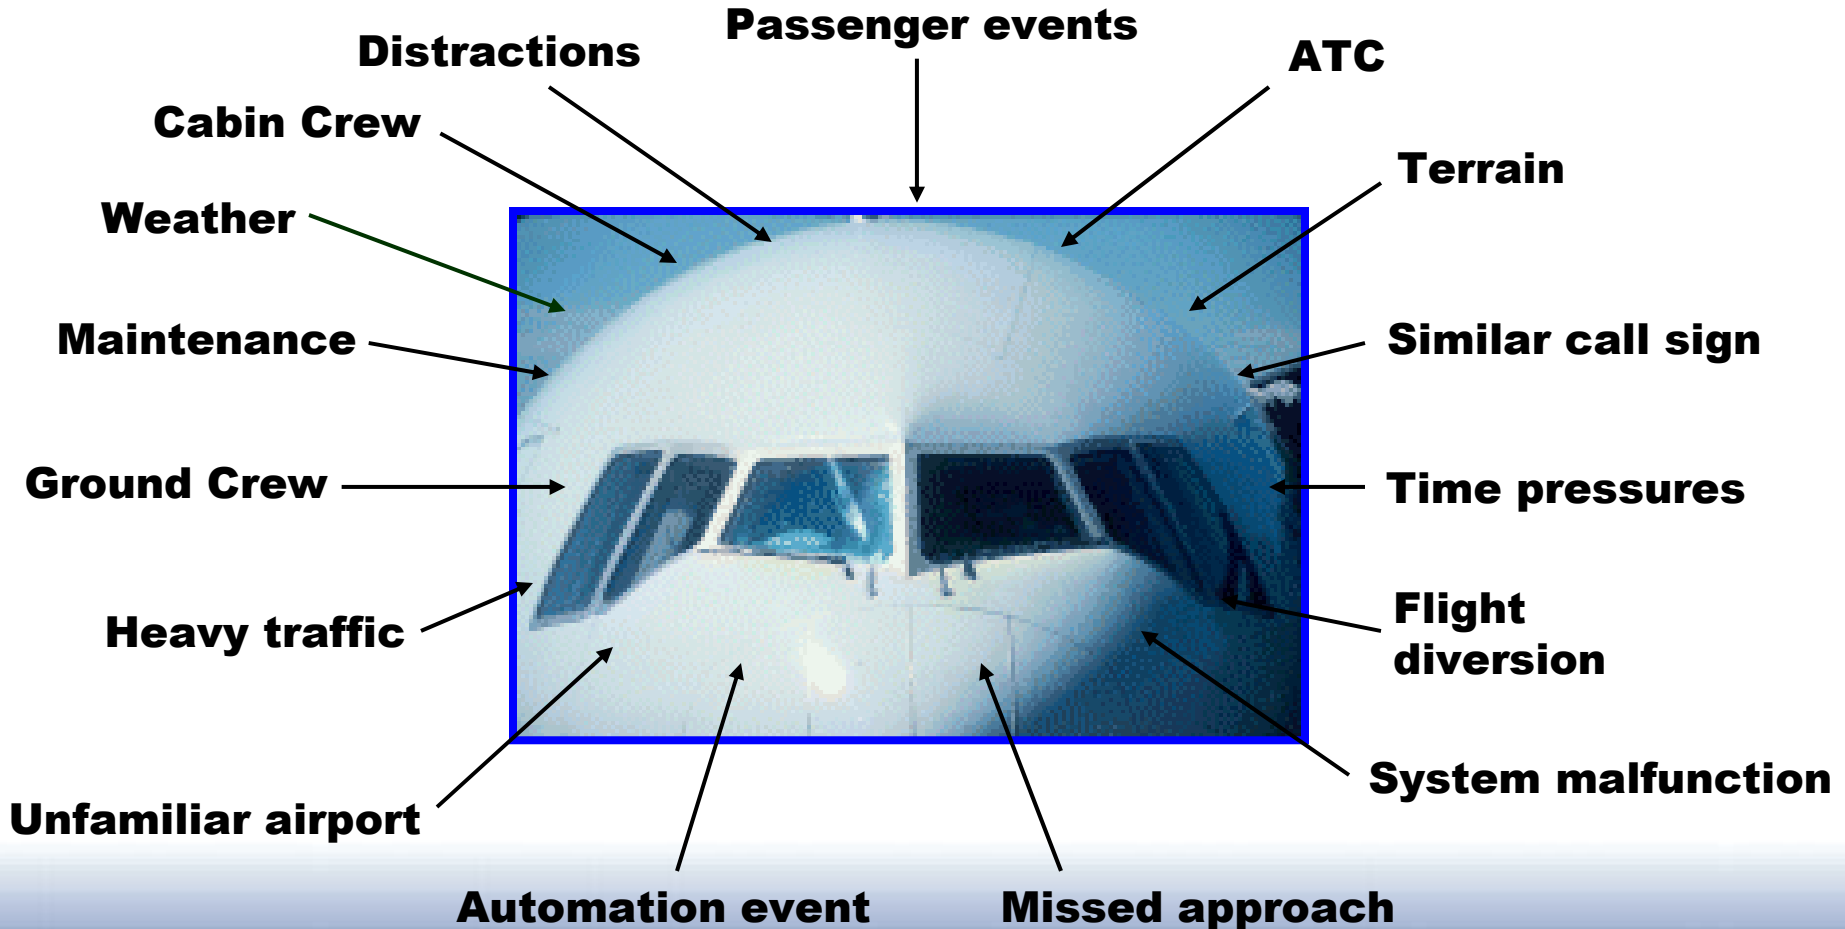 Passenger events
Distractions
ATC
Cabin Crew
Terrain
Weather
Maintenance
Similar call sign
Ground Crew
Time pressures
Heavy traffic
Flight
diversion
System malfunction
Unfamiliar airport
Automation event
Missed approach